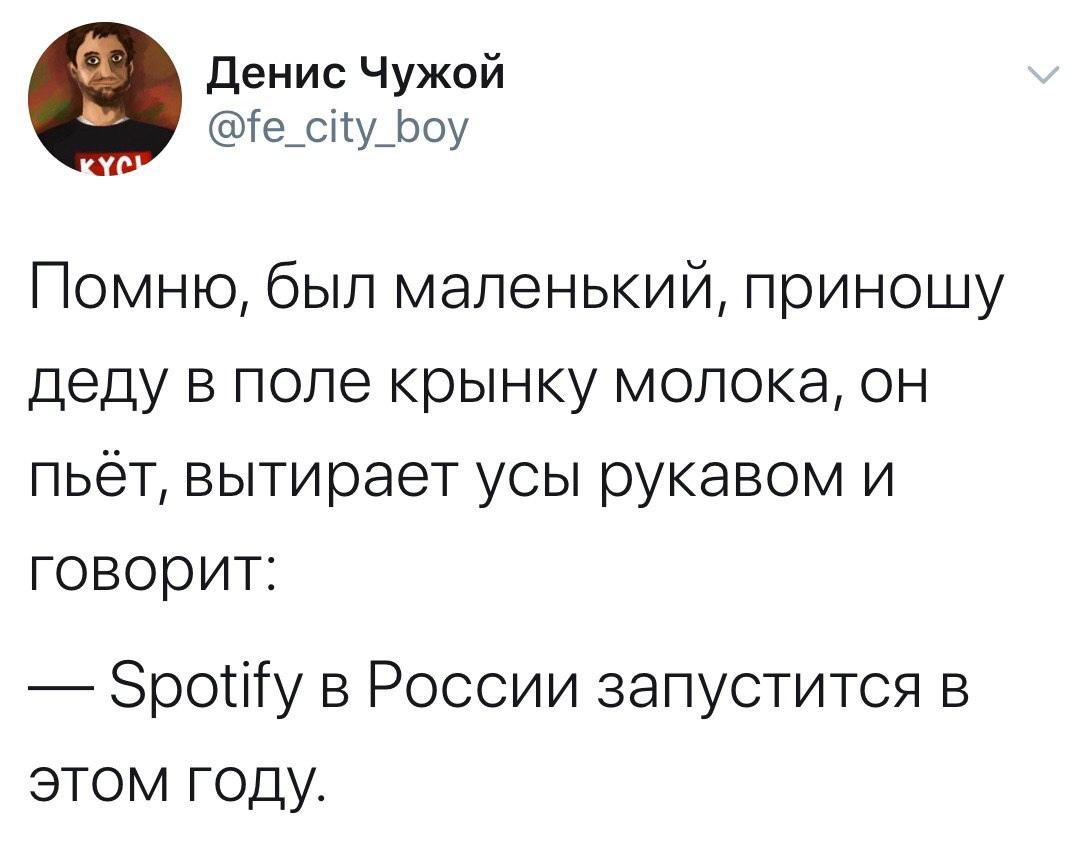 Денис Чужой
@fe_city_boy
КУСЬ
Помню, был маленький, приношу
деду в поле крынку молока, он
пьёт, вытирает усы рукавом и
говорит:
— Spotify в России запустится в
этом году.